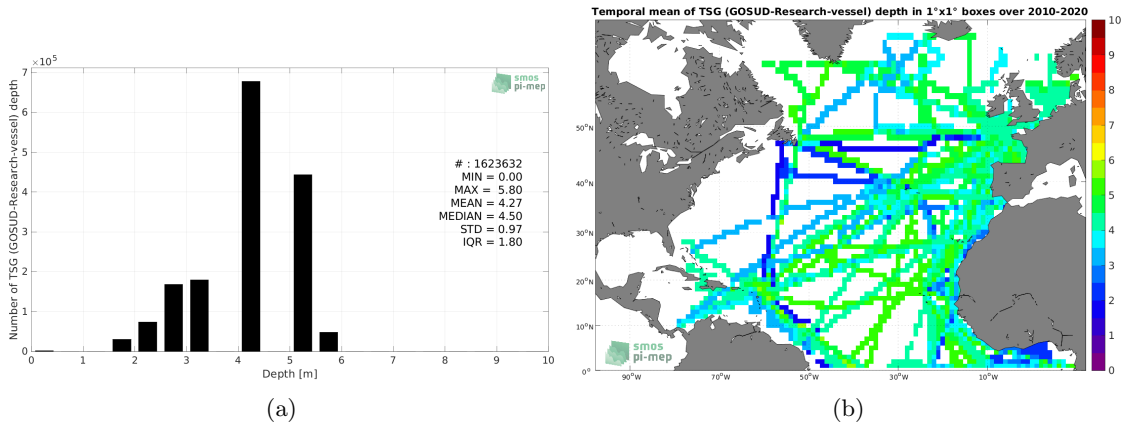 ×10⁵
7
6
5
4
3
2
1
0
Number of TSG (GOSUD-Research-vessel) depth
smos
pi-mep
# : 1623632
MIN = 0.00
MAX = 5.80
MEAN = 4.27
MEDIAN = 4.50
STD = 0.97
IQR = 1.80
0 1 2 3 4 5 6 7 8 9 10
Depth [m]
(a)
Temporal mean of TSG (GOSUD-Research-vessel) depth in 1°x1° boxes over 2010-2020
50°N
40°N
30°N
20°N
10°N
0°
90°W 70°W 50°W 30°W 10°W
smos
pi-mep
10
9
8
7
6
5
4
3
2
1
0
(b)